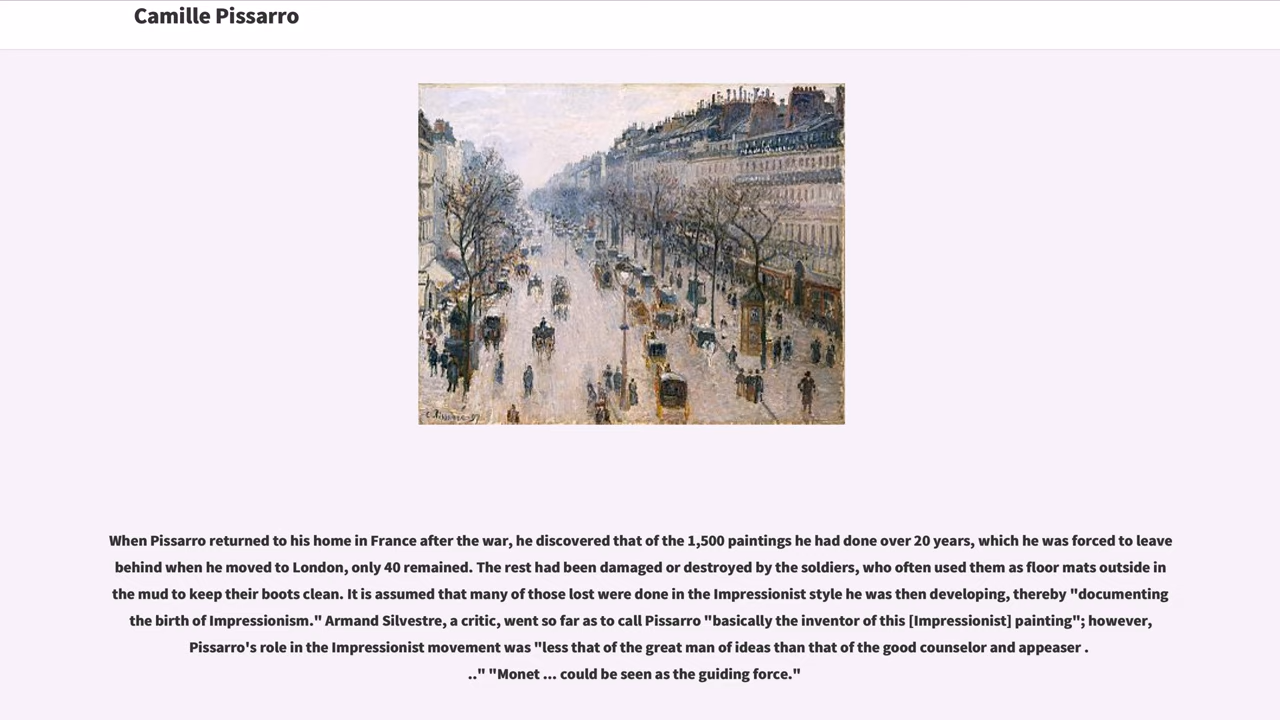 Camille Pissarro
When Pissarro returned to his home in France after the war, he discovered that of the 1,500 paintings he had done over 20 years, which he was forced to leave
behind when he moved to London, only 40 remained. The rest had been damaged or destroyed by the soldiers, who often used them as floor mats outside in
the mud to keep their boots clean. It is assumed that many of those lost were done in the Impressionist style he was then developing, thereby "documenting
the birth of Impressionism." Armand Silvestre, a critic, went so far as to call Pissarro "basically the inventor of this [Impressionist] painting"; however,
Pissarro's role in the Impressionist movement was "less that of the great man of ideas than that of the good counselor and appeaser .
.." "Monet ... could be seen as the guiding force."